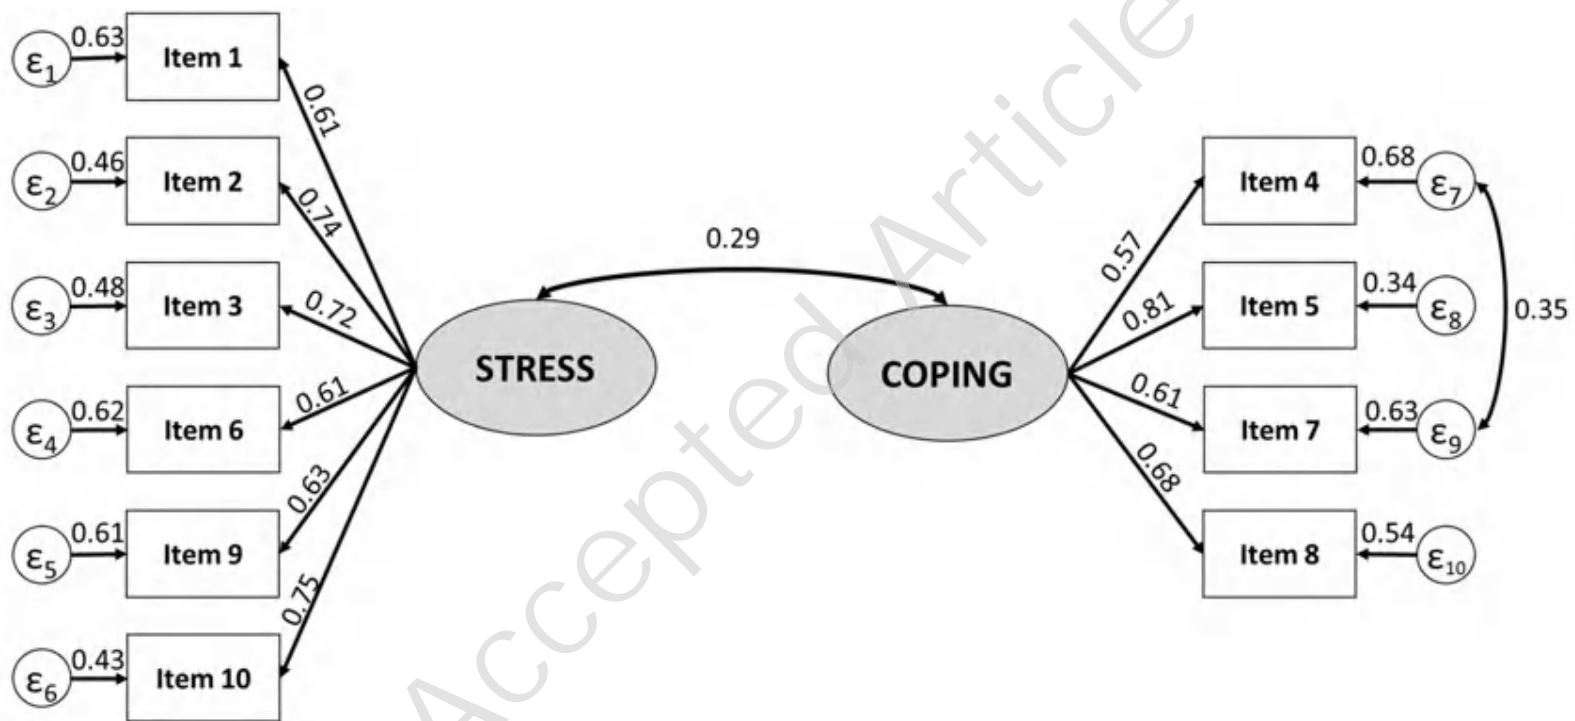 0.63
ε1
Item 1
0.61
0.46
ε2
Item 2
0.74
0.48
ε3
Item 3
0.72
0.62
ε4
Item 6
0.61
0.61
ε5
Item 9
0.63
0.43
ε6
Item 10
0.75
STRESS
0.29
COPING
0.57
Item 4
0.68
ε7
0.81
Item 5
0.34
ε8
0.35
0.61
Item 7
0.63
ε9
0.68
Item 8
0.54
ε10
Accepted Article